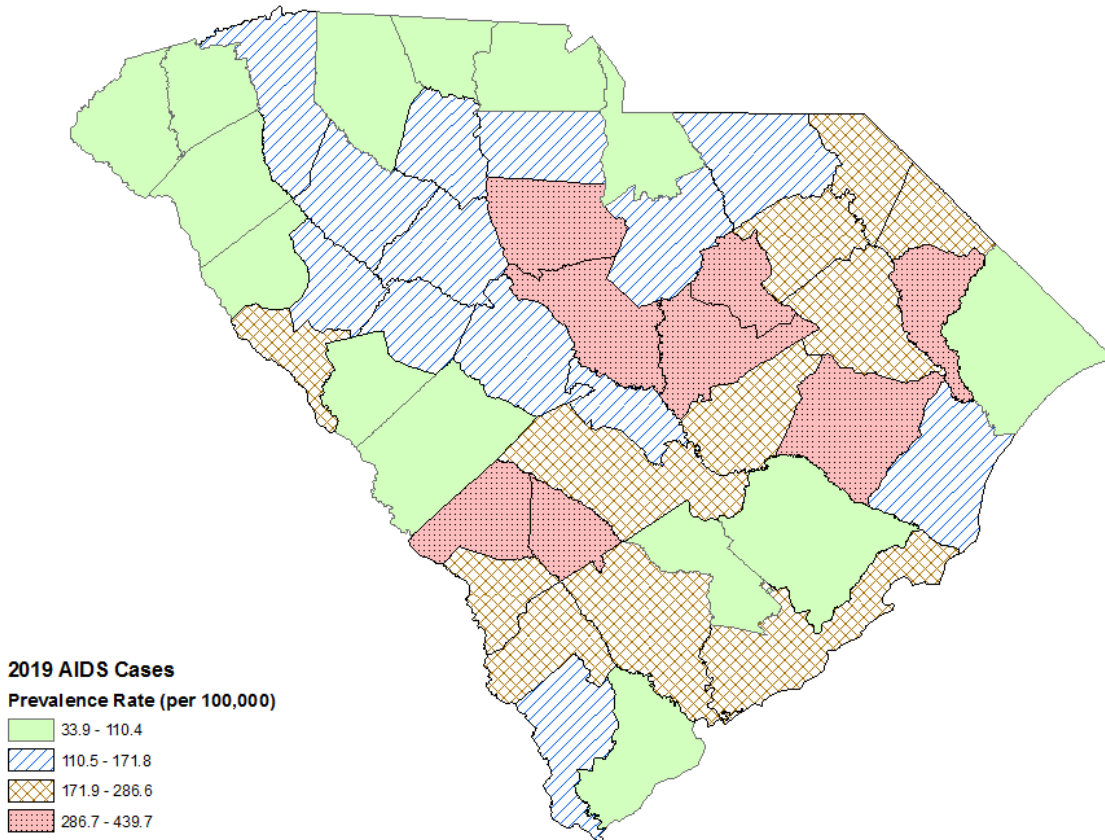 2019 AIDS Cases
Prevalence Rate (per 100,000)
33.9 - 110.4
110.5 - 171.8
171.9 - 286.6
286.7 - 439.7